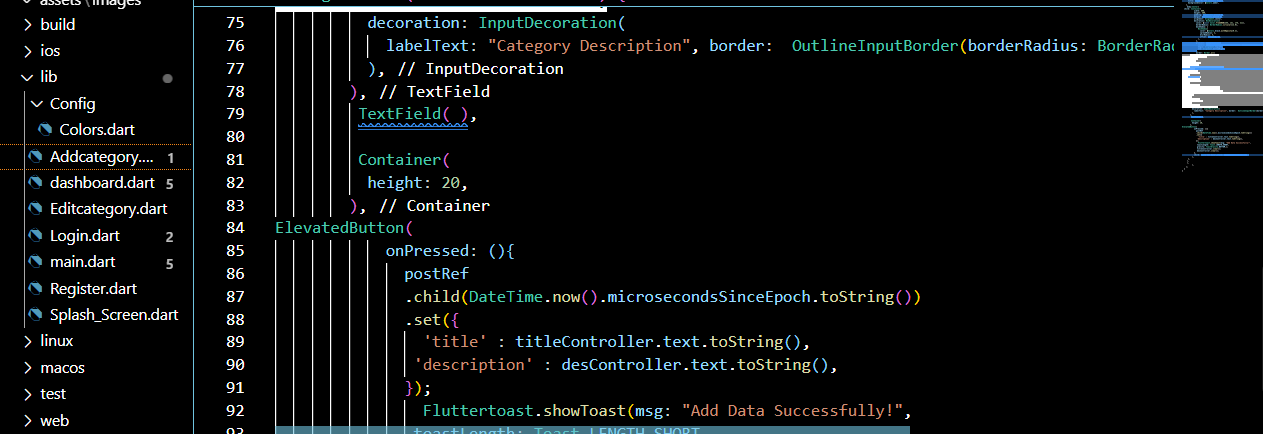 assets \images
build
ios
lib
Config
Colors.dart
Addcategory.... 1
dashboard.dart 5
Editcategory.dart
Login.dart 2
main.dart 5
Register.dart
Splash_Screen.dart
linux
macos
test
web
75 decoration: InputDecoration(
76 labelText: "Category Description", border:  OutlineInputBorder(borderRadius: BorderRad
77 ), // InputDecoration
78 ), // TextField
79 TextField( ),
80
81 Container(
82 height: 20,
83 ), // Container
84 ElevatedButton(
85 onPressed: (){
86 postRef
87 .child(DateTime.now().microsecondsSinceEpoch.toString())
88 .set({
89 'title' : titleController.text.toString(),
90 'description' : desController.text.toString(),
91 });
92 Fluttertoast.showToast(msg: "Add Data Successfully!",
93 toastLength: Toast.LENGTH_SHORT